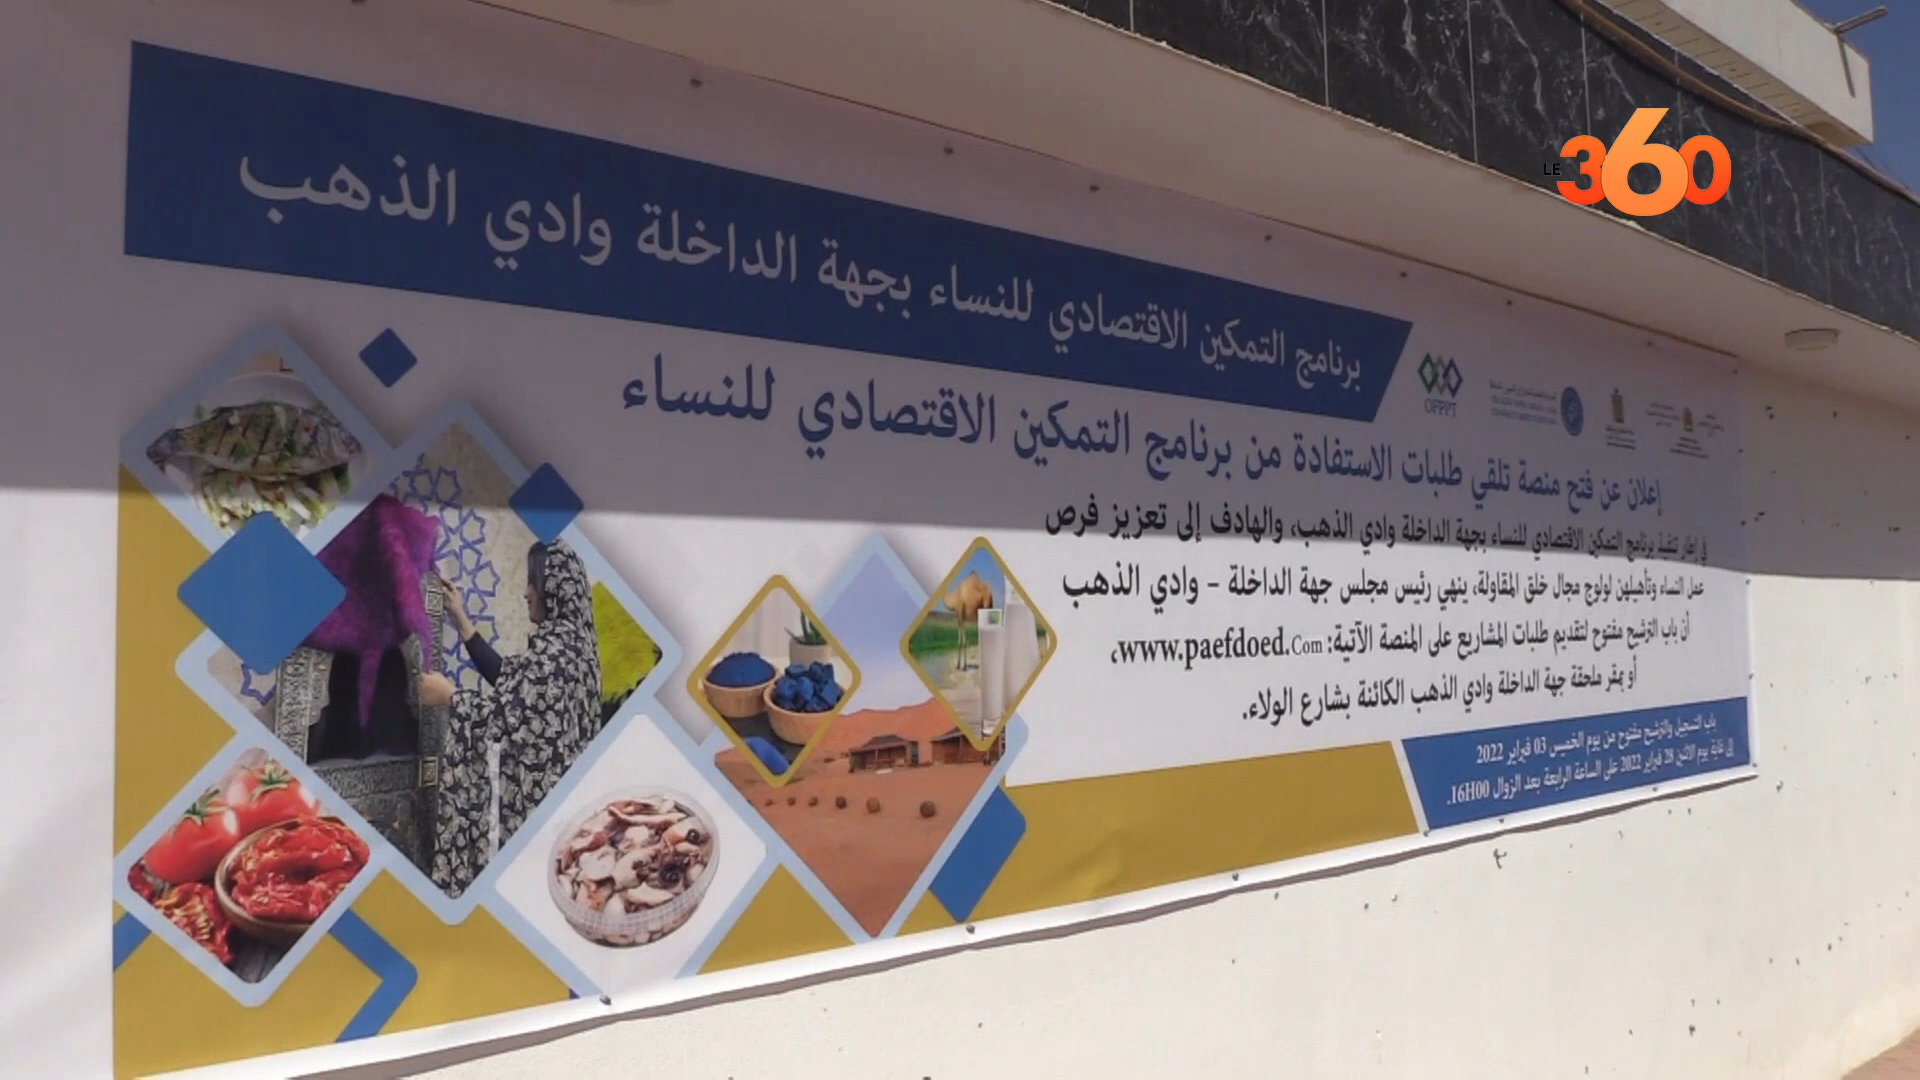 LE 360
برنامج التمكين الاقتصادي للنساء بجهة الداخلة وادي الذهب
OFPPT
إعلان عن فتح منصة تلقي طلبات الاستفادة من برنامج التمكين الاقتصادي للنساء
في إطار تنفيذ برنامج التمكين الاقتصادي للنساء بجهة الداخلة وادي الذهب، والهادف إلى تعزيز فرص
عمل النساء وتأهيلهن لولوج مجال خلق المقاولة، ينهي رئيس مجلس جهة الداخلة – وادي الذهب
أن باب الترشيح مفتوح لتقديم طلبات المشاريع على المنصة الآتية: www.paefdoed.Com،
أو بمقر ملحقة جهة الداخلة وادي الذهب الكائنة بشارع الولاء.
باب التسجيل والترشيح مفتوح من يوم الخميس 03 فبراير 2022
إلى غاية يوم الاثنين 28 فبراير 2022 على الساعة الرابعة بعد الزوال 16H00.